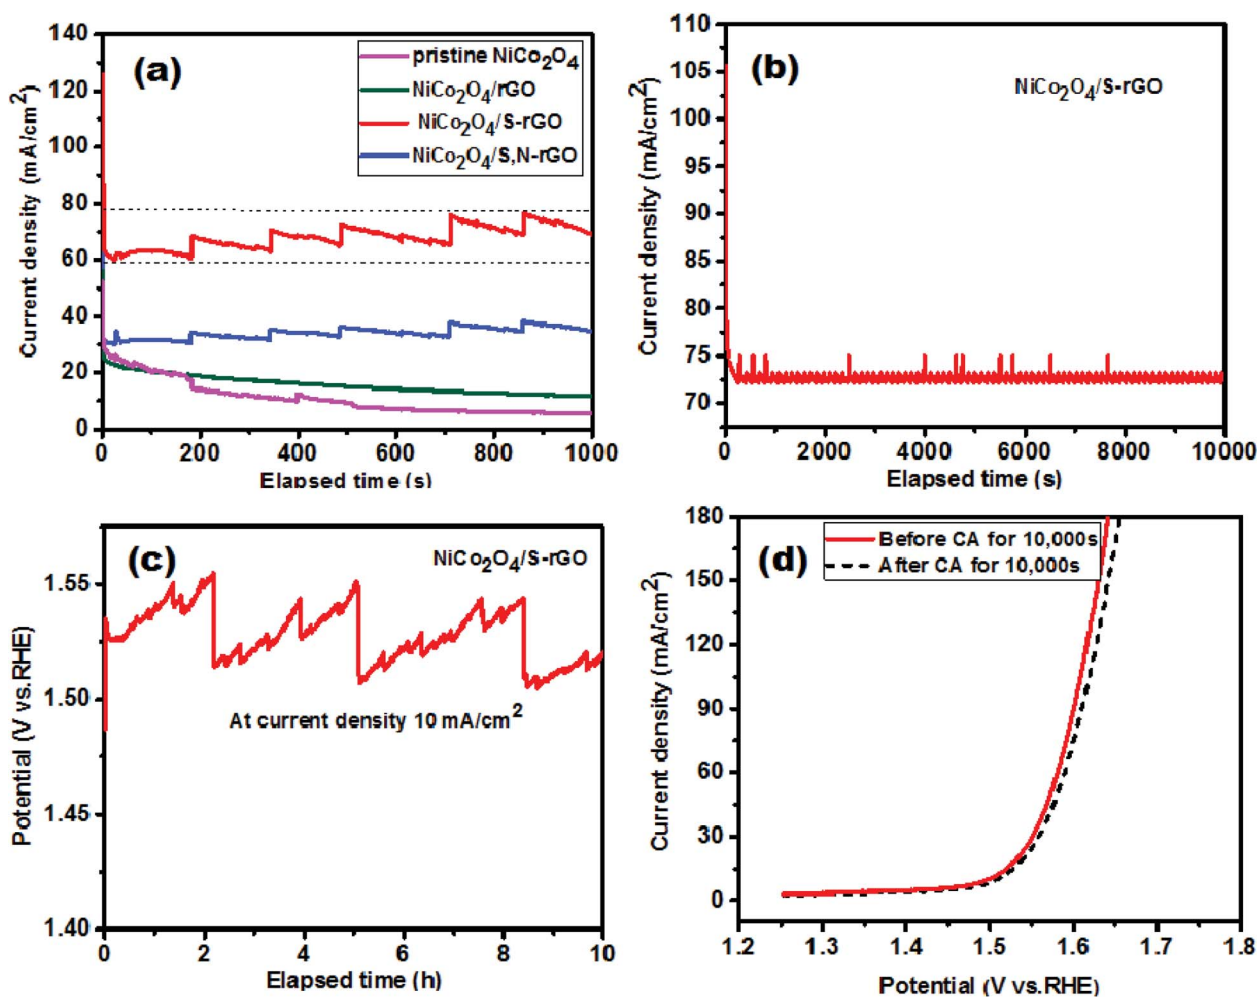 (a)
pristine NiCo2O4
NiCo2O4/rGO
NiCo2O4/S-rGO
NiCo2O4/S,N-rGO
140
120
100
80
60
40
20
0
Current density (mA/cm2)
0 200 400 600 800 1000
Elapsed time (s)
(b)
NiCo2O4/S-rGO
110
105
100
95
90
85
80
75
70
Current density (mA/cm2)
0 2000 4000 6000 8000 10000
Elapsed time (s)
(c)
NiCo2O4/S-rGO
1.55
1.50
1.45
1.40
Potential (V vs.RHE)
At current density 10 mA/cm2
0 2 4 6 8 10
Elapsed time (h)
(d)
Before CA for 10,000s
After CA for 10,000s
180
150
120
90
60
30
0
Current density (mA/cm2)
1.2 1.3 1.4 1.5 1.6 1.7 1.8
Potential (V vs.RHE)